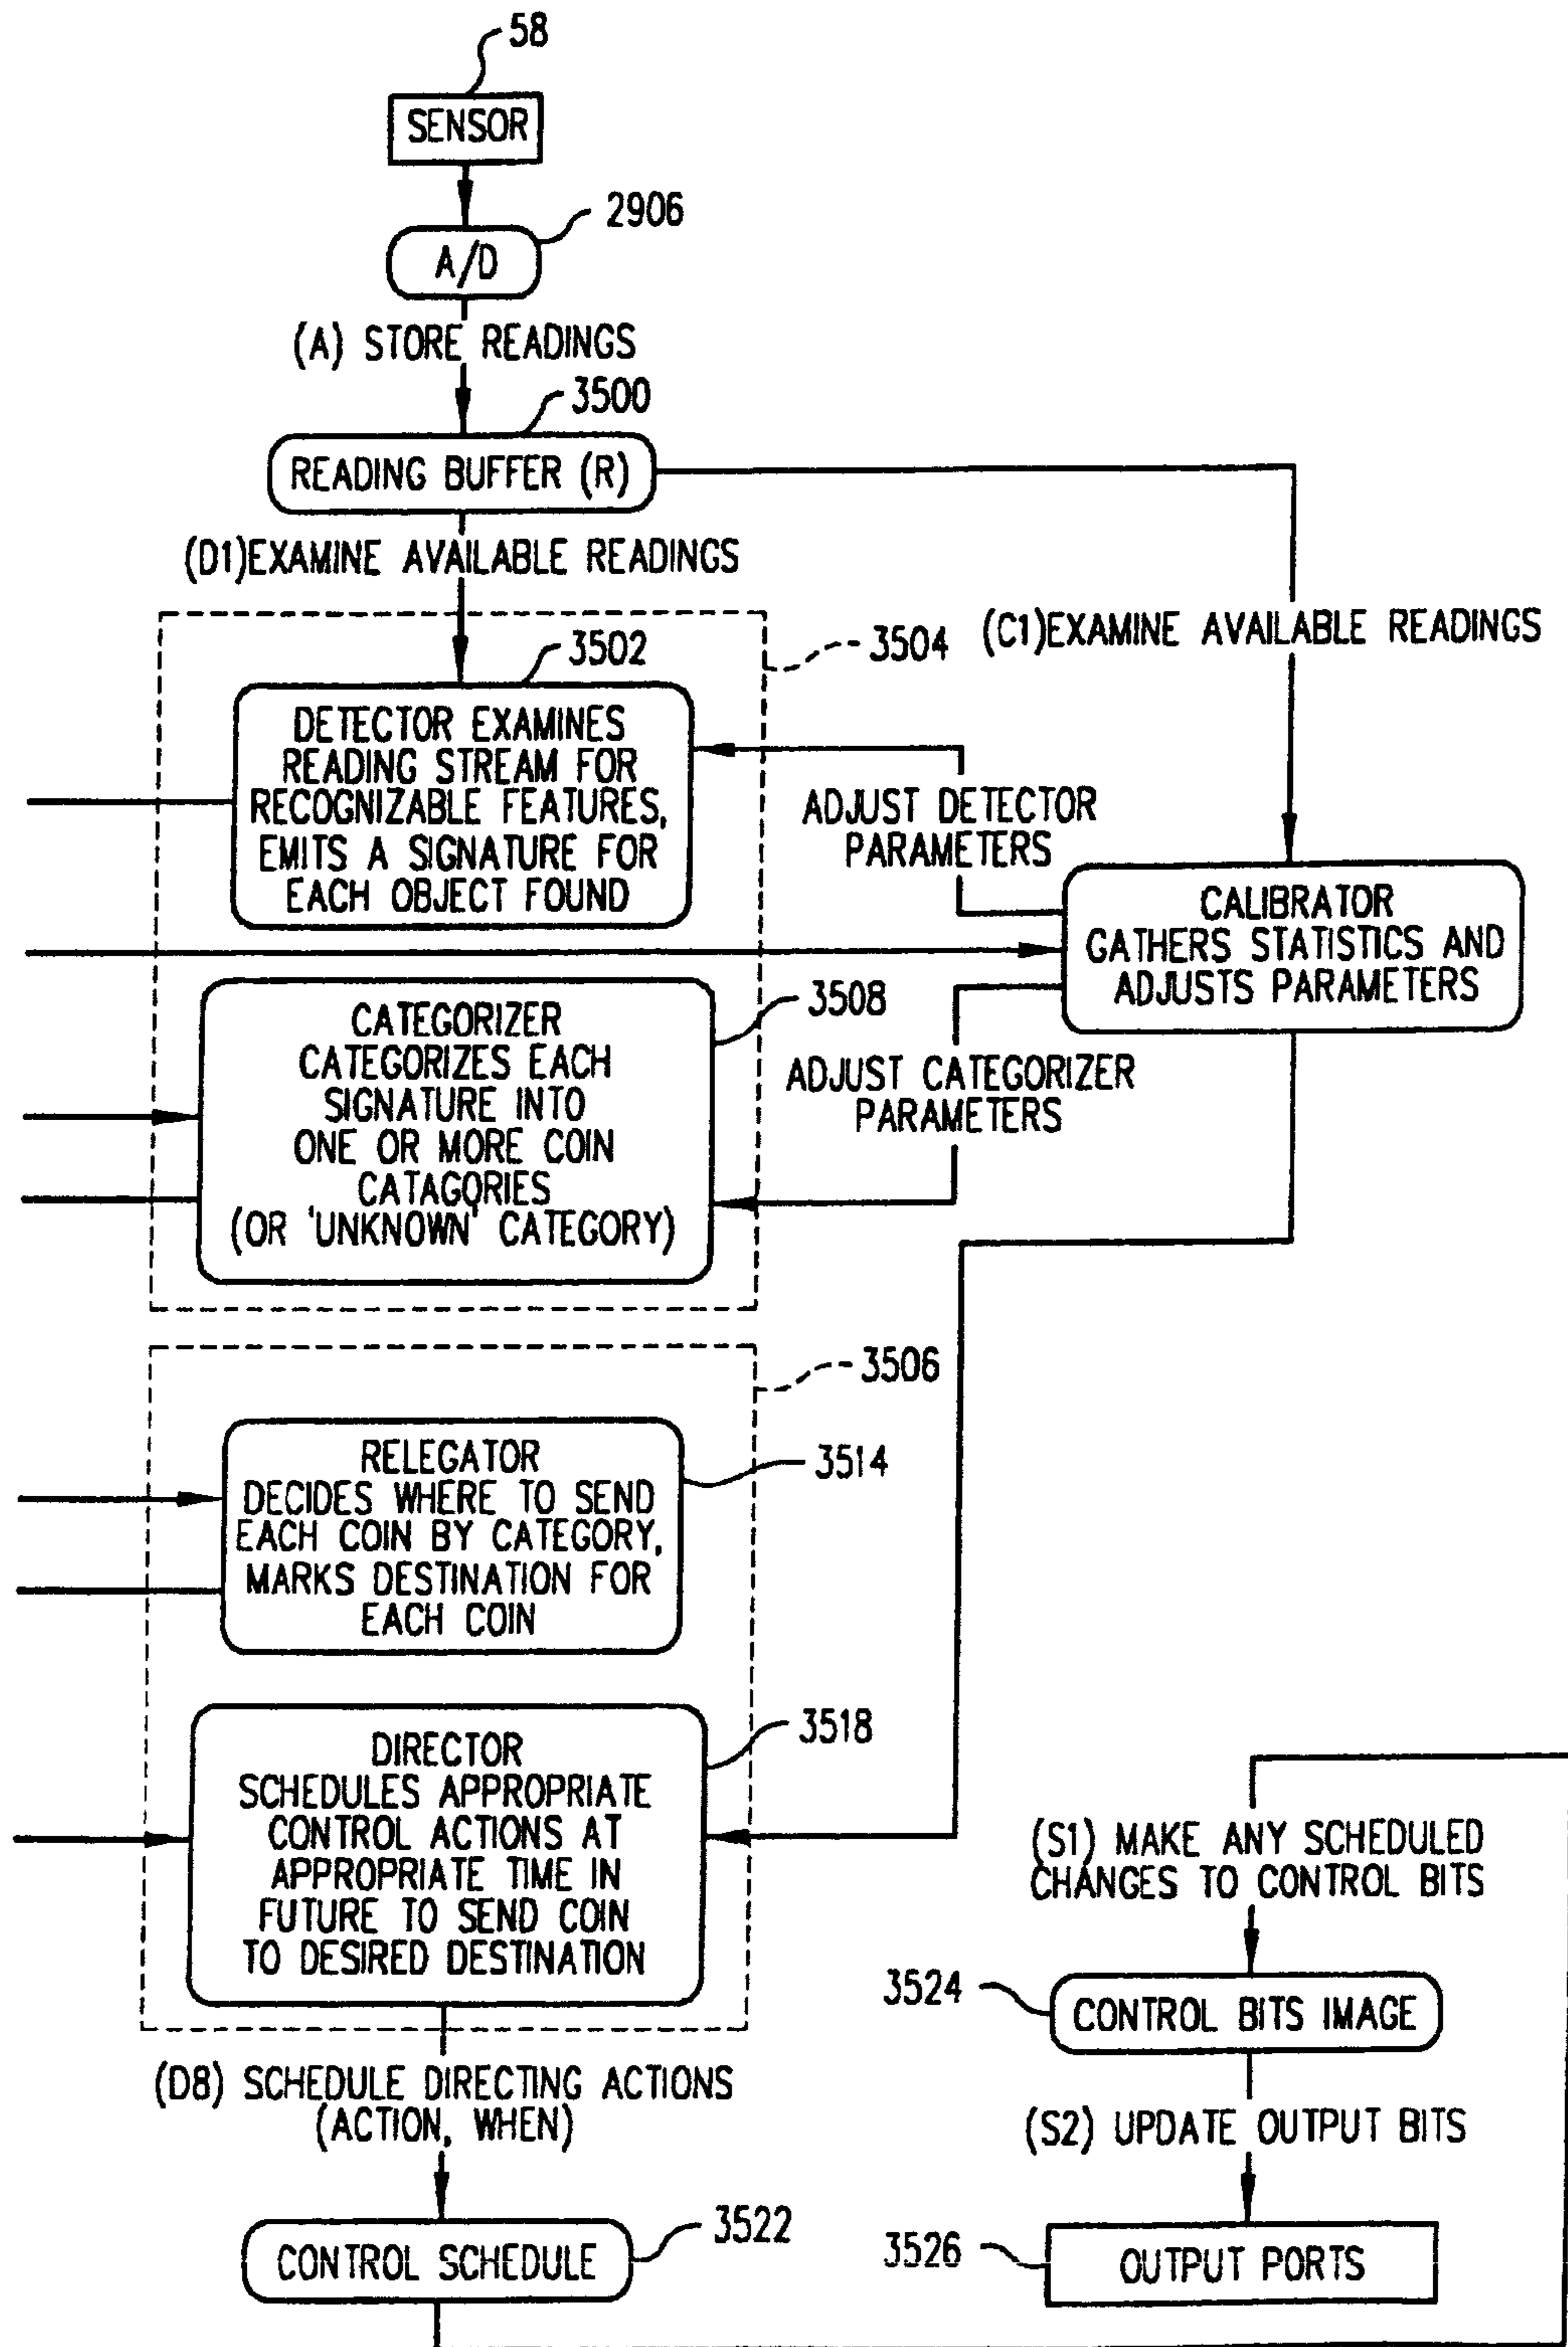 58
SENSOR
2906
A/D
(A) STORE READINGS
3500
READING BUFFER (R)
(D1)EXAMINE AVAILABLE READINGS
(C1)EXAMINE AVAILABLE READINGS
3504
3502
DETECTOR EXAMINES
READING STREAM FOR
RECOGNIZABLE FEATURES,
EMITS A SIGNATURE FOR
EACH OBJECT FOUND
ADJUST DETECTOR
PARAMETERS
CALIBRATOR
GATHERS STATISTICS AND
ADJUSTS PARAMETERS
3508
CATEGORIZER
CATEGORIZES EACH
SIGNATURE INTO
ONE OR MORE COIN
CATAGORIES
(OR 'UNKNOWN' CATEGORY)
ADJUST CATEGORIZER
PARAMETERS
3506
RELEGATOR
DECIDES WHERE TO SEND
EACH COIN BY CATEGORY,
MARKS DESTINATION FOR
EACH COIN
3514
3518
DIRECTOR
SCHEDULES APPROPRIATE
CONTROL ACTIONS AT
APPROPRIATE TIME IN
FUTURE TO SEND COIN
TO DESIRED DESTINATION
(D8) SCHEDULE DIRECTING ACTIONS
(ACTION, WHEN)
3522
CONTROL SCHEDULE
(S1) MAKE ANY SCHEDULED
CHANGES TO CONTROL BITS
3524
CONTROL BITS IMAGE
(S2) UPDATE OUTPUT BITS
3526
OUTPUT PORTS